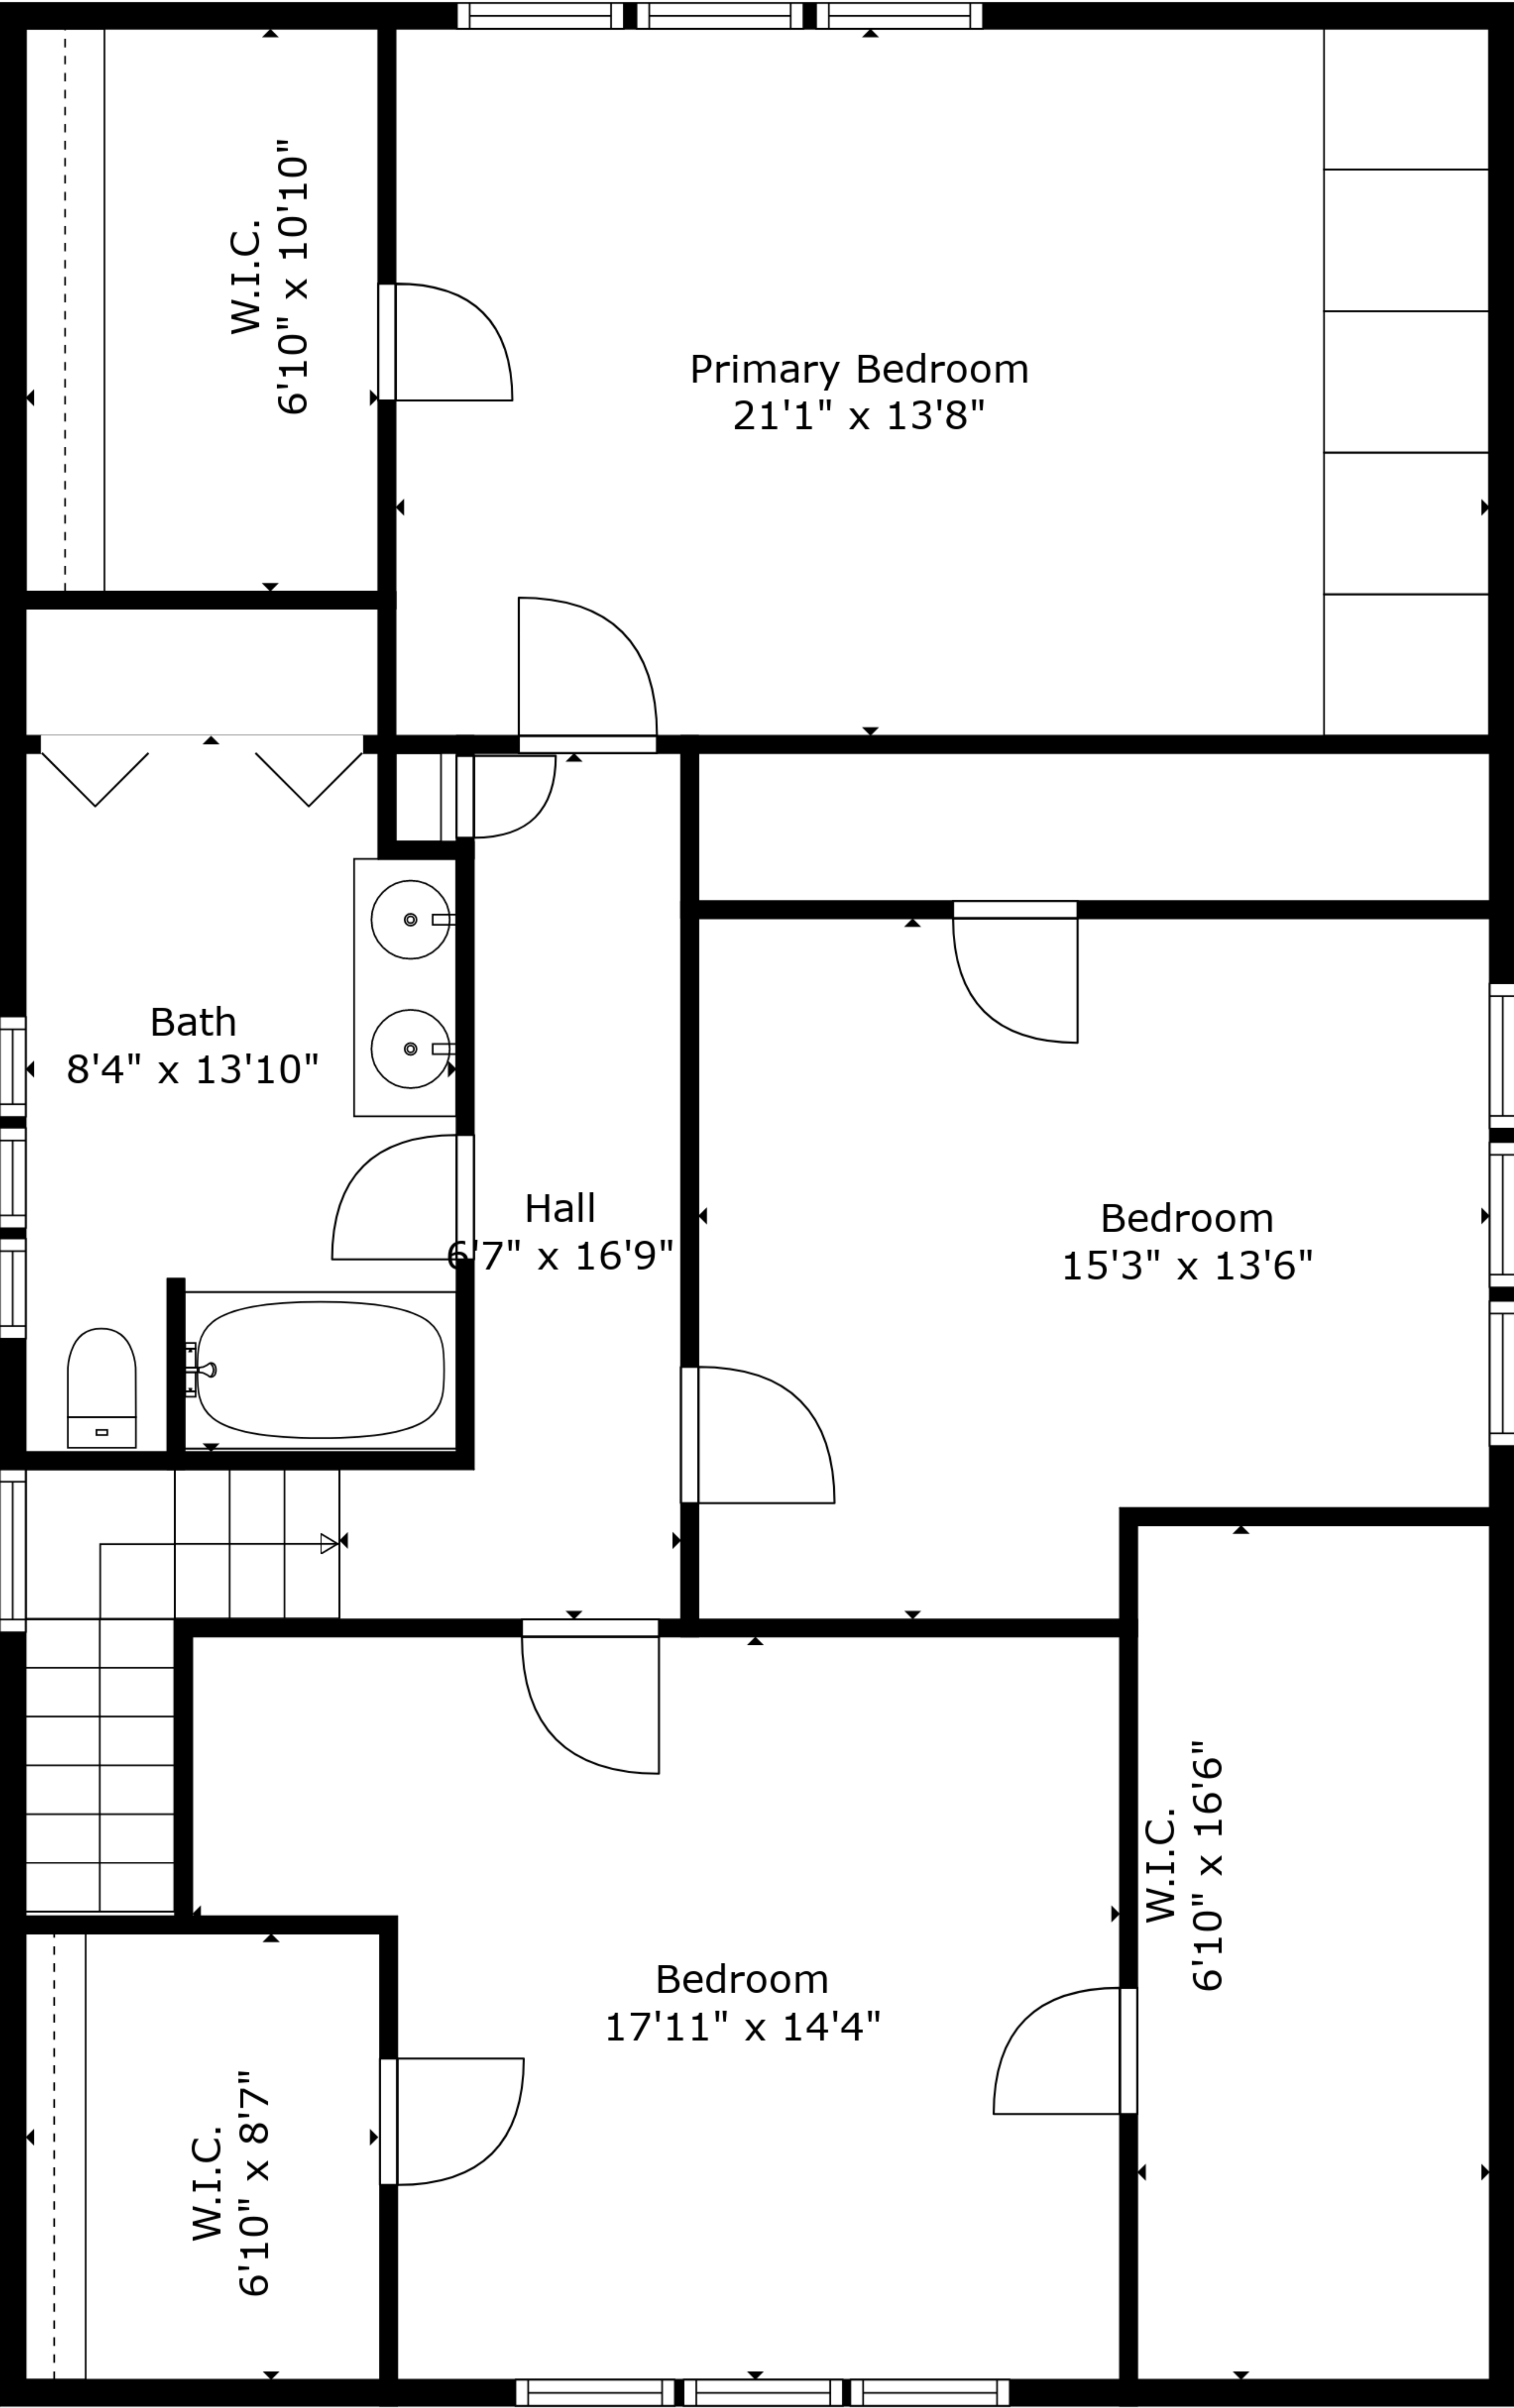 W.I.C.
6'10" x 10'10"
Primary Bedroom
21'1" x 13'8"
Bath
8'4" x 13'10"
Hall
6'7" x 16'9"
Bedroom
15'3" x 13'6"
W.I.C.
6'10" x 16'6"
Bedroom
17'11" x 14'4"
W.I.C.
6'10" x 8'7"